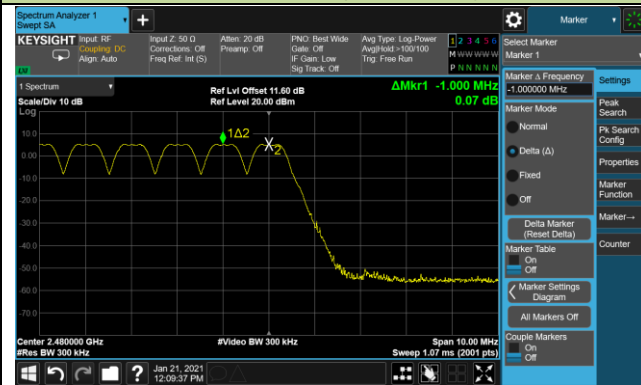 Spectrum Analyzer 1
Swept SA
+
Marker
KEYSIGHT
Input: RF
Coupling: DC
Align: Auto
Input Z: 50 Ω
Corrections: Off
Freq Ref: Int (S)
Atten: 20 dB
Preamp: Off
PNO: Best Wide
Gate: Off
IF Gain: Low
Sig Track: Off
Avg Type: Log-Power
Avg|Hold:>100/100
Trig: Free Run
1 2 3 4 5 6
M W W W W W
P N N N N N
Select Marker
Marker 1
1 Spectrum
Scale/Div 10 dB
Log
Ref Lvl Offset 11.60 dB
Ref Level 20.00 dBm
ΔMkr1 -1.000 MHz
0.07 dB
1Δ2
2
10.0
0.00
-10.0
-20.0
-30.0
-40.0
-50.0
-60.0
-70.0
Center 2.480000 GHz
#Res BW 300 kHz
#Video BW 300 kHz
Span 10.00 MHz
Sweep 1.07 ms (2001 pts)
Marker Δ Frequency
-1.000000 MHz
Marker Mode
Normal
Delta (Δ)
Fixed
Off
Delta Marker
(Reset Delta)
Marker Table
On
Off
Marker Settings
Diagram
All Markers Off
Couple Markers
On
Off
Settings
Peak
Search
Pk Search
Config
Properties
Marker
Function
Marker→
Counter
?
Jan 21, 2021
12:09:37 PM